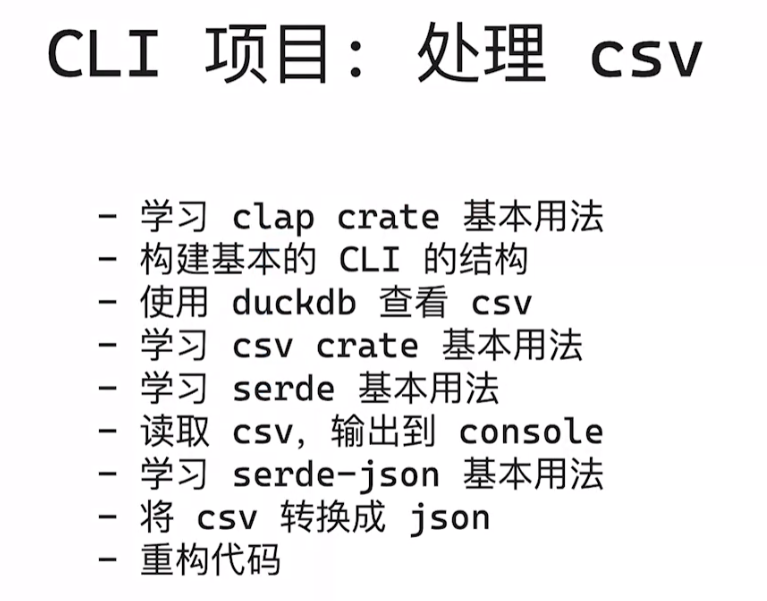 CLI 项目: 处理 csv
- 学习 clap crate 基本用法
- 构建基本的 CLI 的结构
- 使用 duckdb 查看 csv
- 学习 csv crate 基本用法
- 学习 serde 基本用法
- 读取 csv, 输出到 console
- 学习 serde-json 基本用法
- 将 csv 转换成 json
- 重构代码